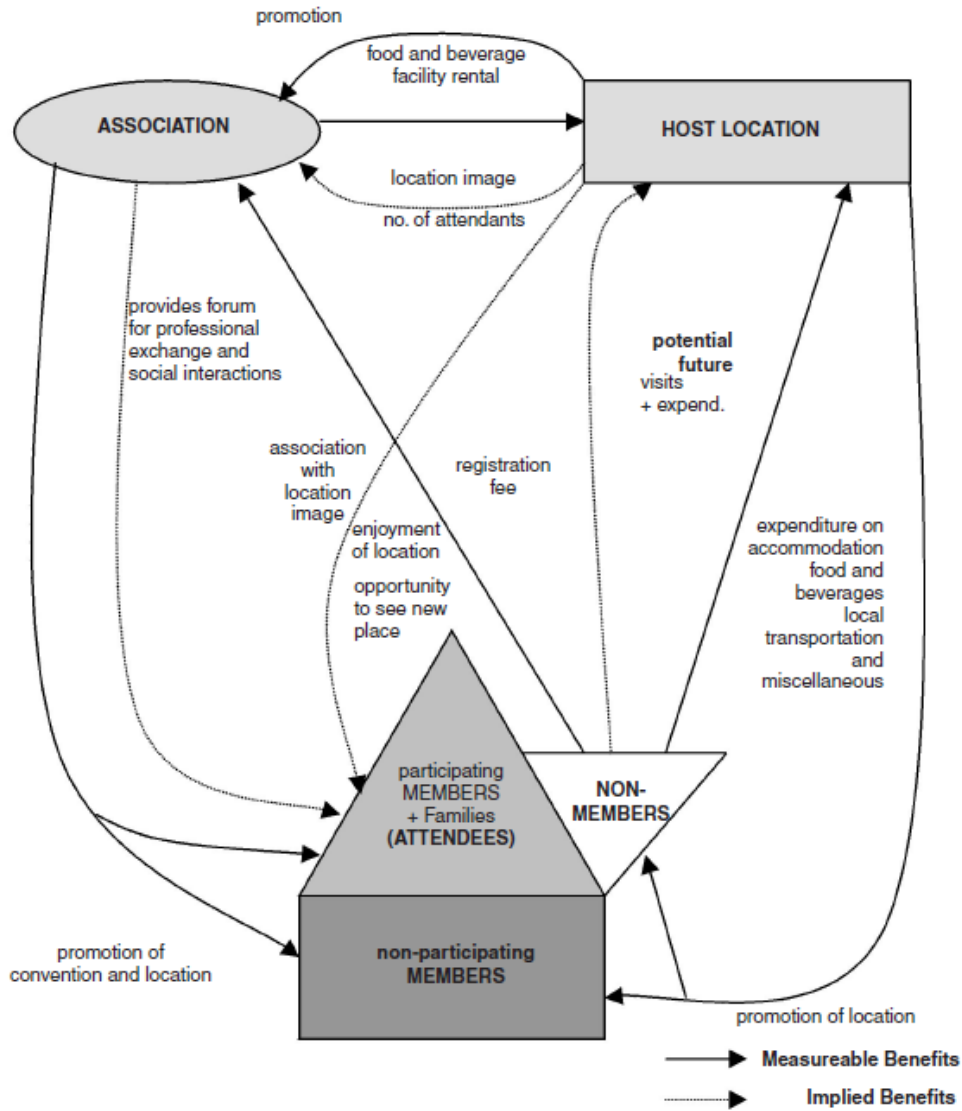 promotion
food and beverage
facility rental
ASSOCIATION
HOST LOCATION
location image
no. of attendants
provides forum
for professional
exchange and
social interactions
potential
future
visits
+ expend.
association
with
location
image
registration
fee
enjoyment
of location
opportunity
to see new
place
expenditure on
accommodation
food and
beverages
local
transportation
and
miscellaneous
participating
MEMBERS
+ Families
(ATTENDEES)
NON-
MEMBERS
non-participating
MEMBERS
promotion of
convention and location
promotion of location
Measureable Benefits
Implied Benefits